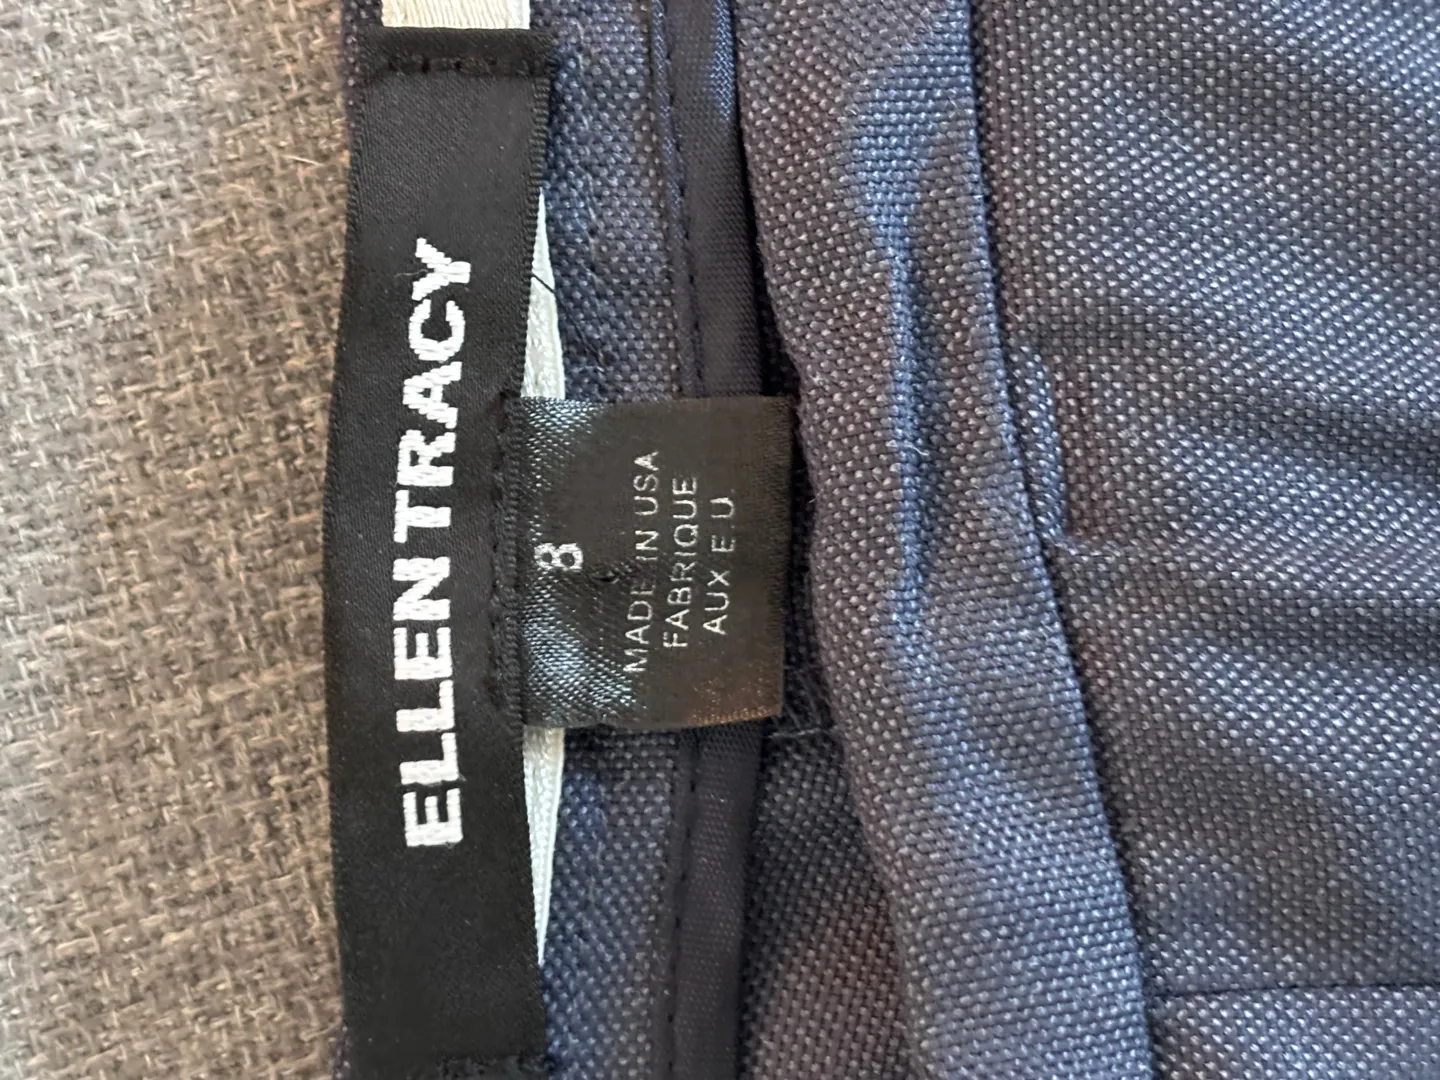 ELLEN TRACY
8
MADE IN USA
FABRIQUE
AUX E.U.